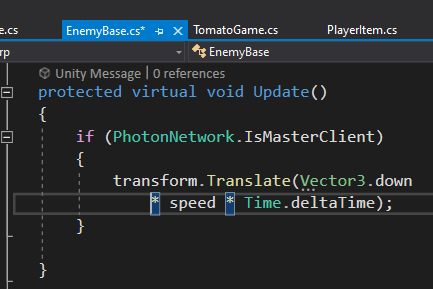 e.cs EnemyBase.cs* TomatoGame.cs PlayerItem.cs
rp EnemyBase
Unity Message | 0 references
protected virtual void Update()
{
if (PhotonNetwork.IsMasterClient)
{
transform.Translate(Vector3.down
* speed * Time.deltaTime);
}
}